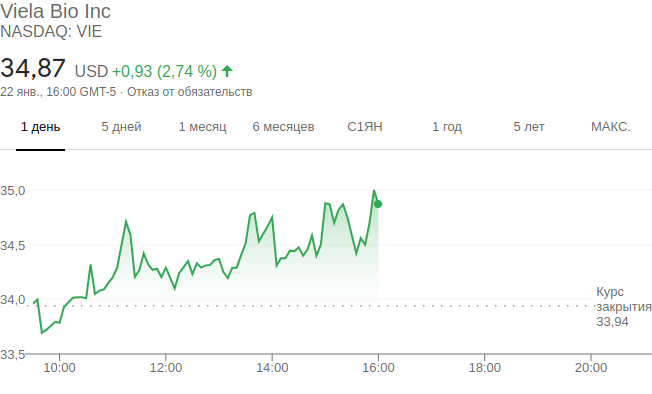 Viela Bio Inc
NASDAQ: VIE
34,87 USD +0,93 (2,74 %)
22 янв., 16:00 GMT-5 · Отказ от обязательств
1 день 5 дней 1 месяц 6 месяцев С1ЯН 1 год 5 лет МАКС.
35,0
34,5
34,0
Курс
закрытия
33,94
33,5
10:00 12:00 14:00 16:00 18:00 20:00